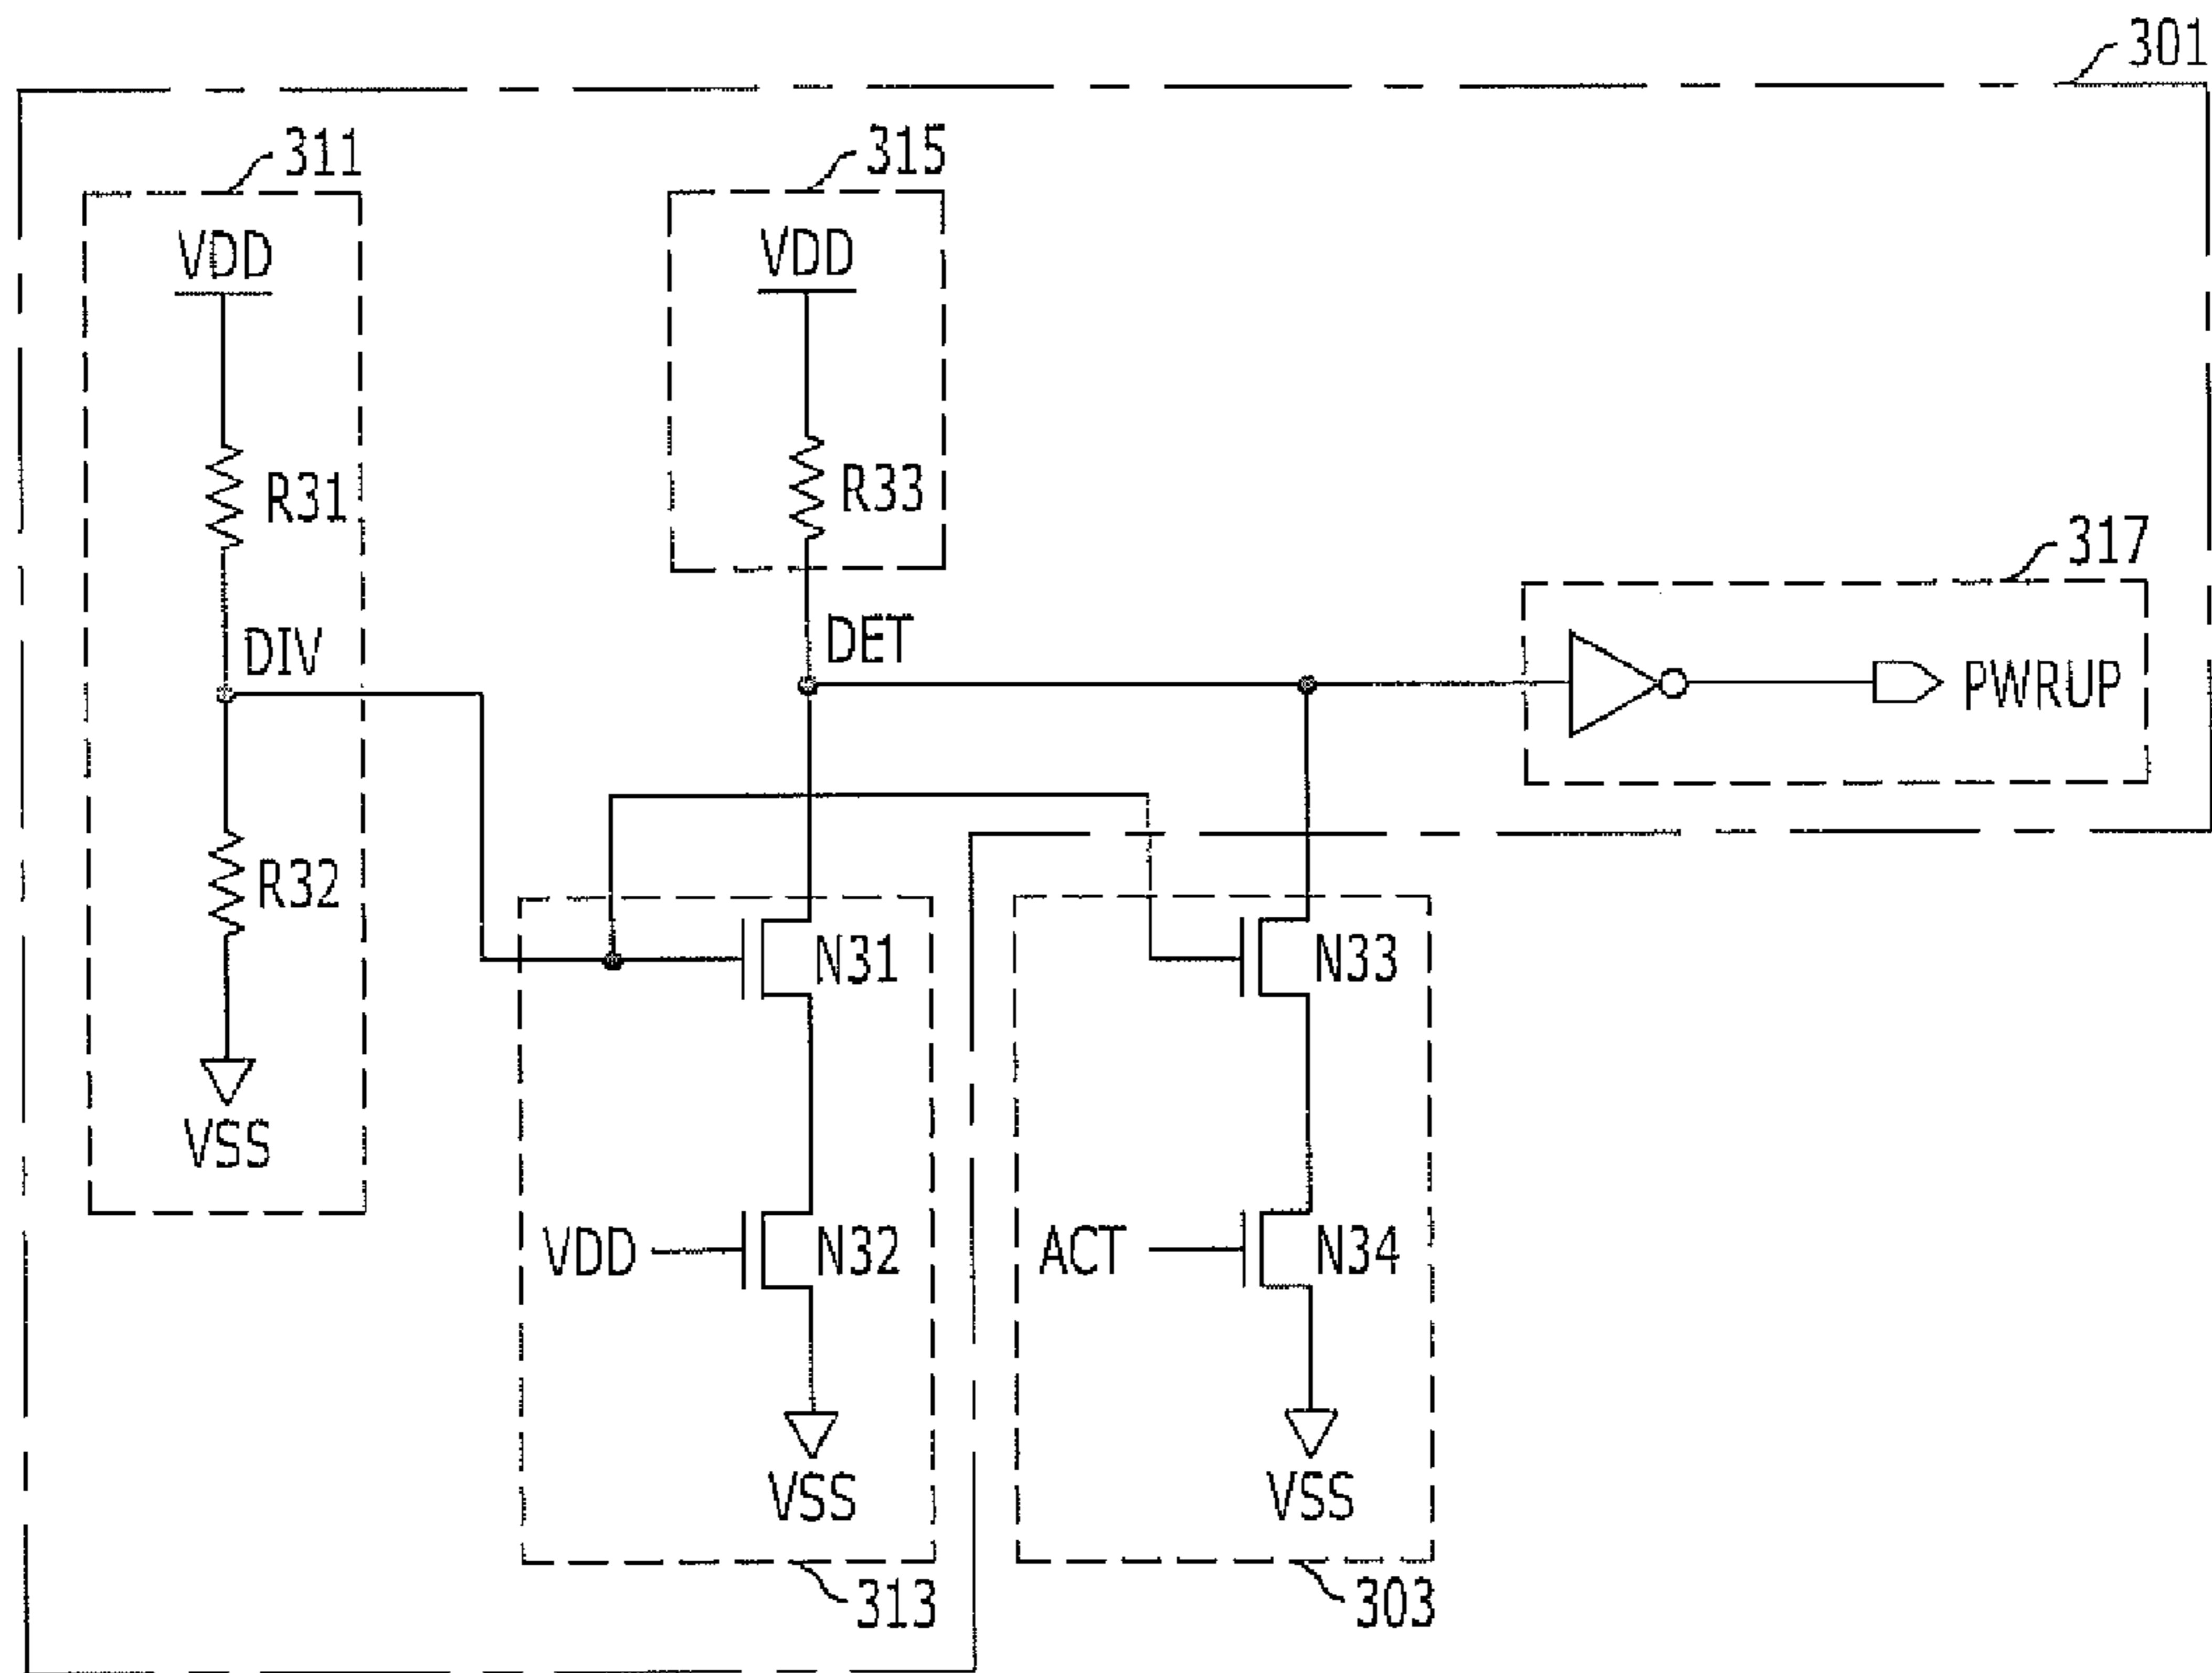 301
311
315
VDD
VDD
R31
R33
317
DIV
DET
PWRUP
R32
N31
N33
VSS
VDD
N32
ACT
N34
VSS
VSS
313
303